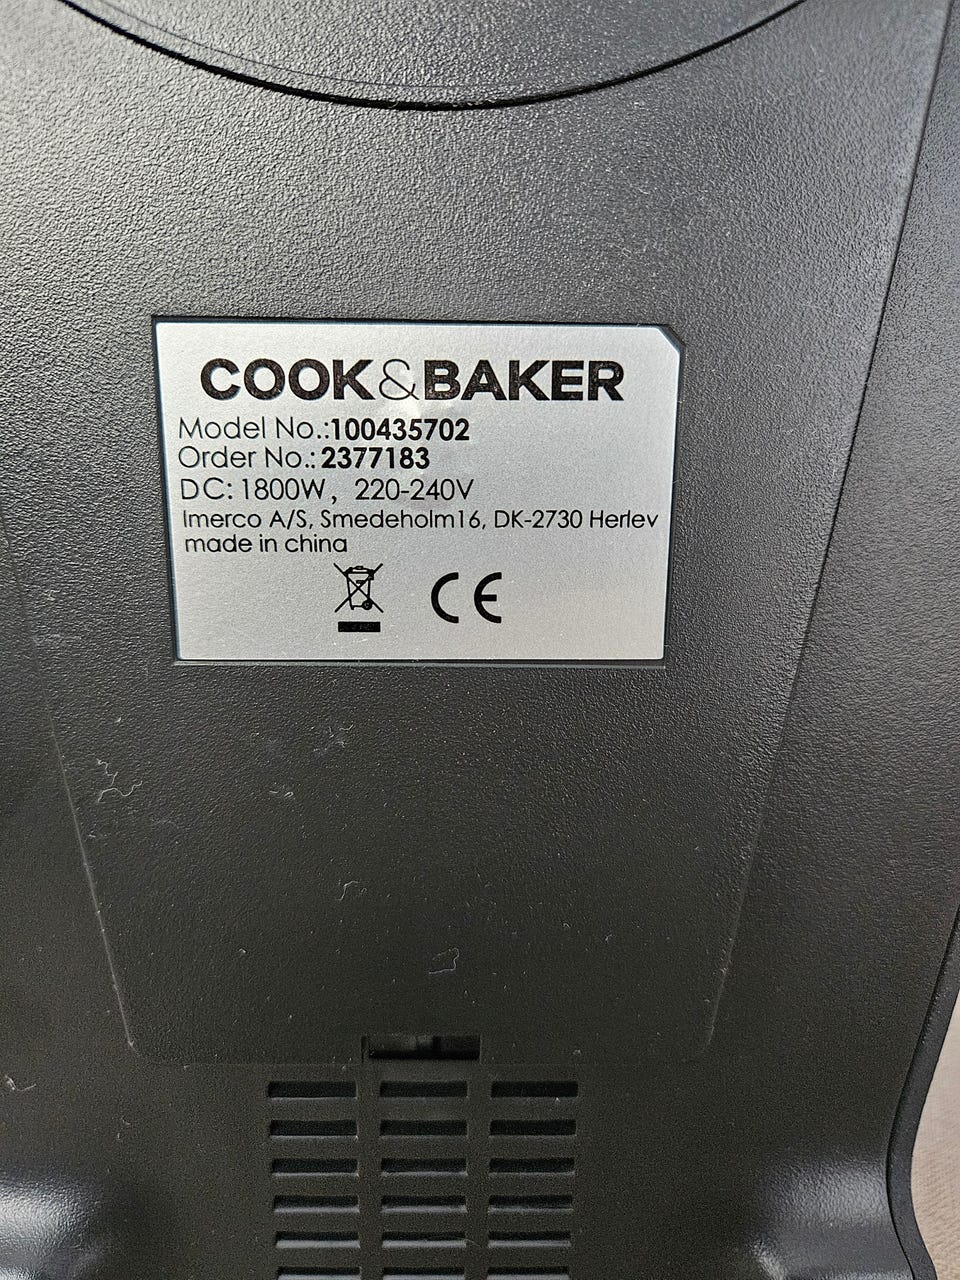 COOK&BAKER
Model No.:100435702
Order No.: 2377183
DC: 1800W, 220-240V
Imerco A/S, Smedeholm16, DK-2730 Herlev
made in china
CE